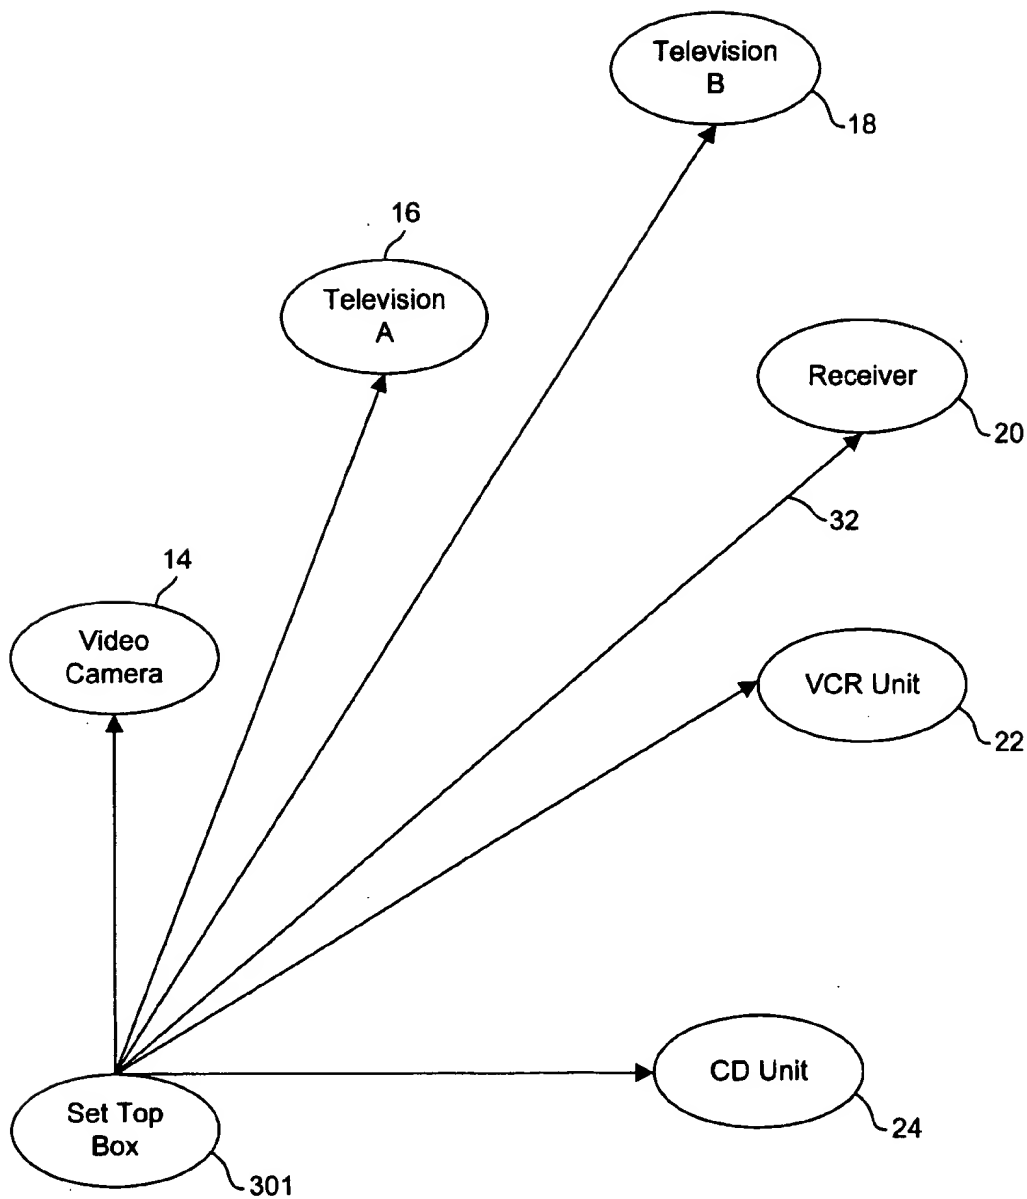 Television
B
18
16
Television
A
Receiver
20
32
14
Video
Camera
VCR Unit
22
CD Unit
24
Set Top
Box
301